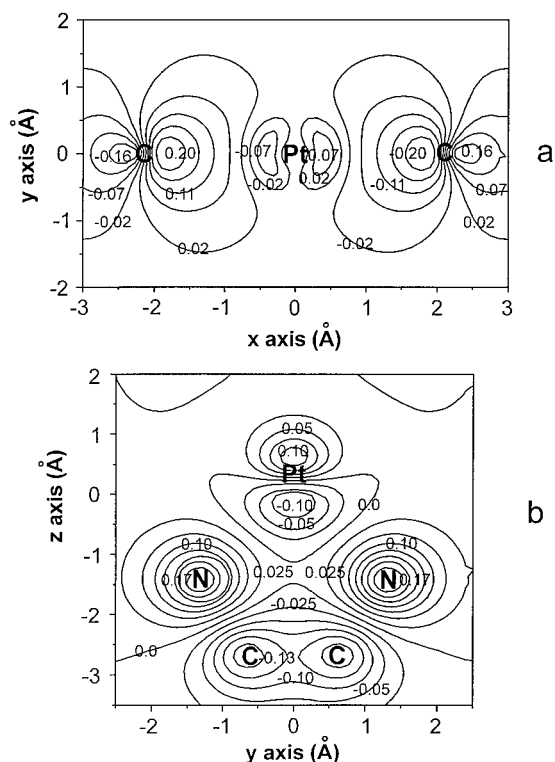 2
1
0
-1
-2
y axis (Å)
-0.16 C 0.20 -0.07 Pt 0.07 -0.20 C 0.16
-0.07 0.11 -0.02 0.02 -0.11 0.07
-0.02 0.02 -0.02 0.02
-3 -2 -1 0 1 2 3
x axis (Å)
a
2
1
0
-1
-2
-3
z axis (Å)
0.05
0.10
Pt
-0.10 0.0
-0.05
0.10 0.10
0.17 N 0.025 0.025 N 0.17
-0.025
0.0
C -0.13 C
-0.10 -0.05
-2 -1 0 1 2
y axis (Å)
b